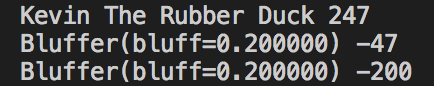 Kevin The Rubber Duck 247
Bluffer(bluff=0.200000) -47
Bluffer(bluff=0.200000) -200